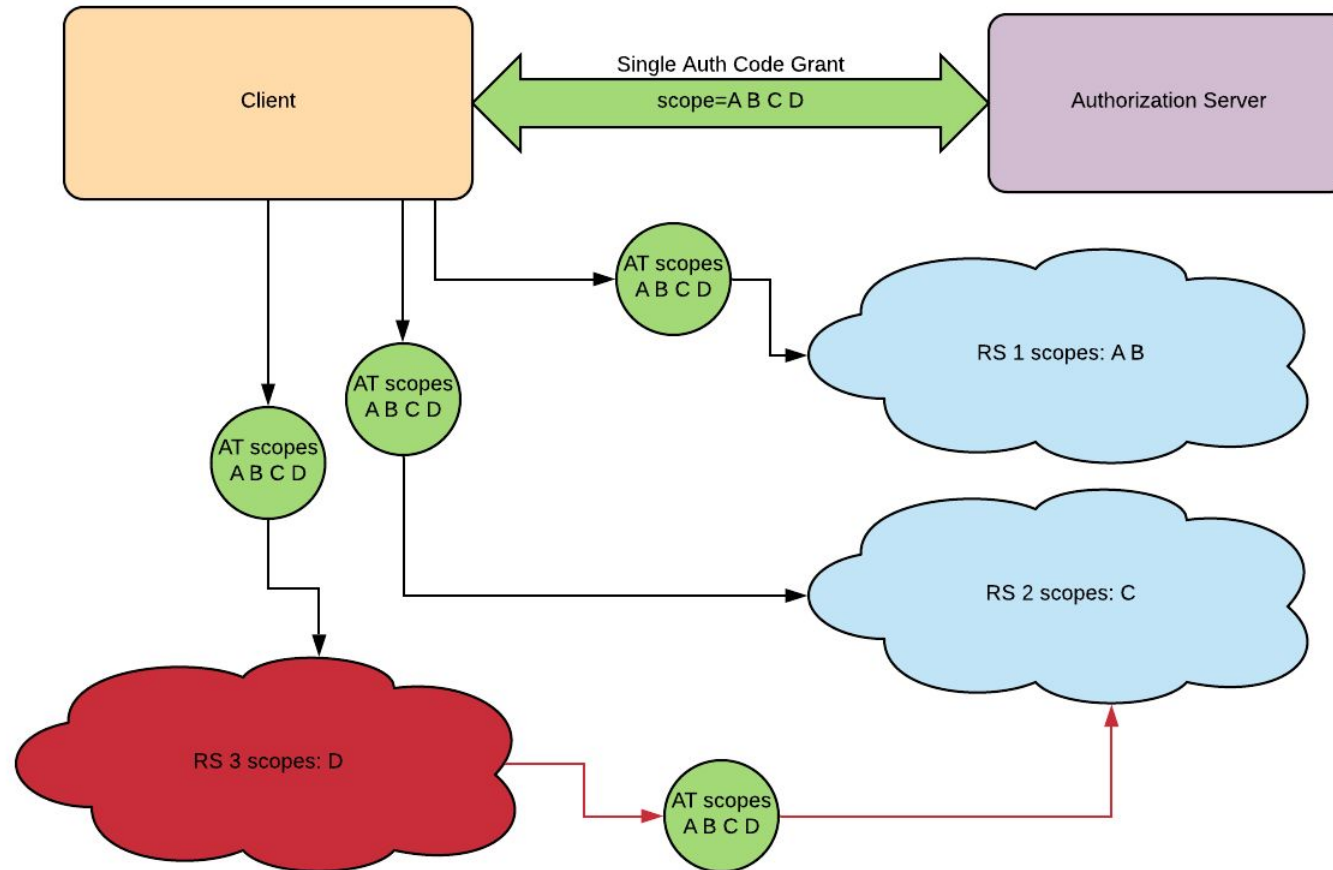 Client
Single Auth Code Grant
scope=A B C D
Authorization Server
AT scopes
A B C D
RS 1 scopes: A B
AT scopes
A B C D
AT scopes
A B C D
RS 2 scopes: C
RS 3 scopes: D
AT scopes
A B C D